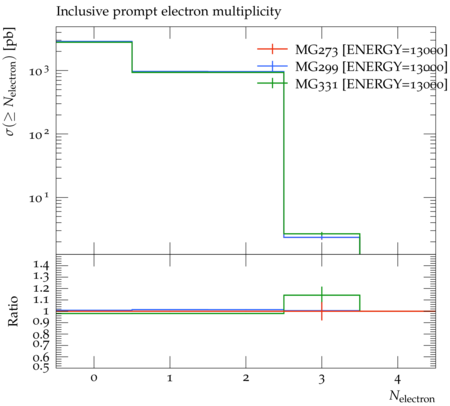 Inclusive prompt electron multiplicity
σ(≥ N_electron) [pb]
MG273 [ENERGY=13000]
MG299 [ENERGY=13000]
MG331 [ENERGY=13000]
10³
10²
10¹
Ratio
1.4
1.3
1.2
1.1
1
0.9
0.8
0.7
0.6
0.5
0 1 2 3 4
N_electron